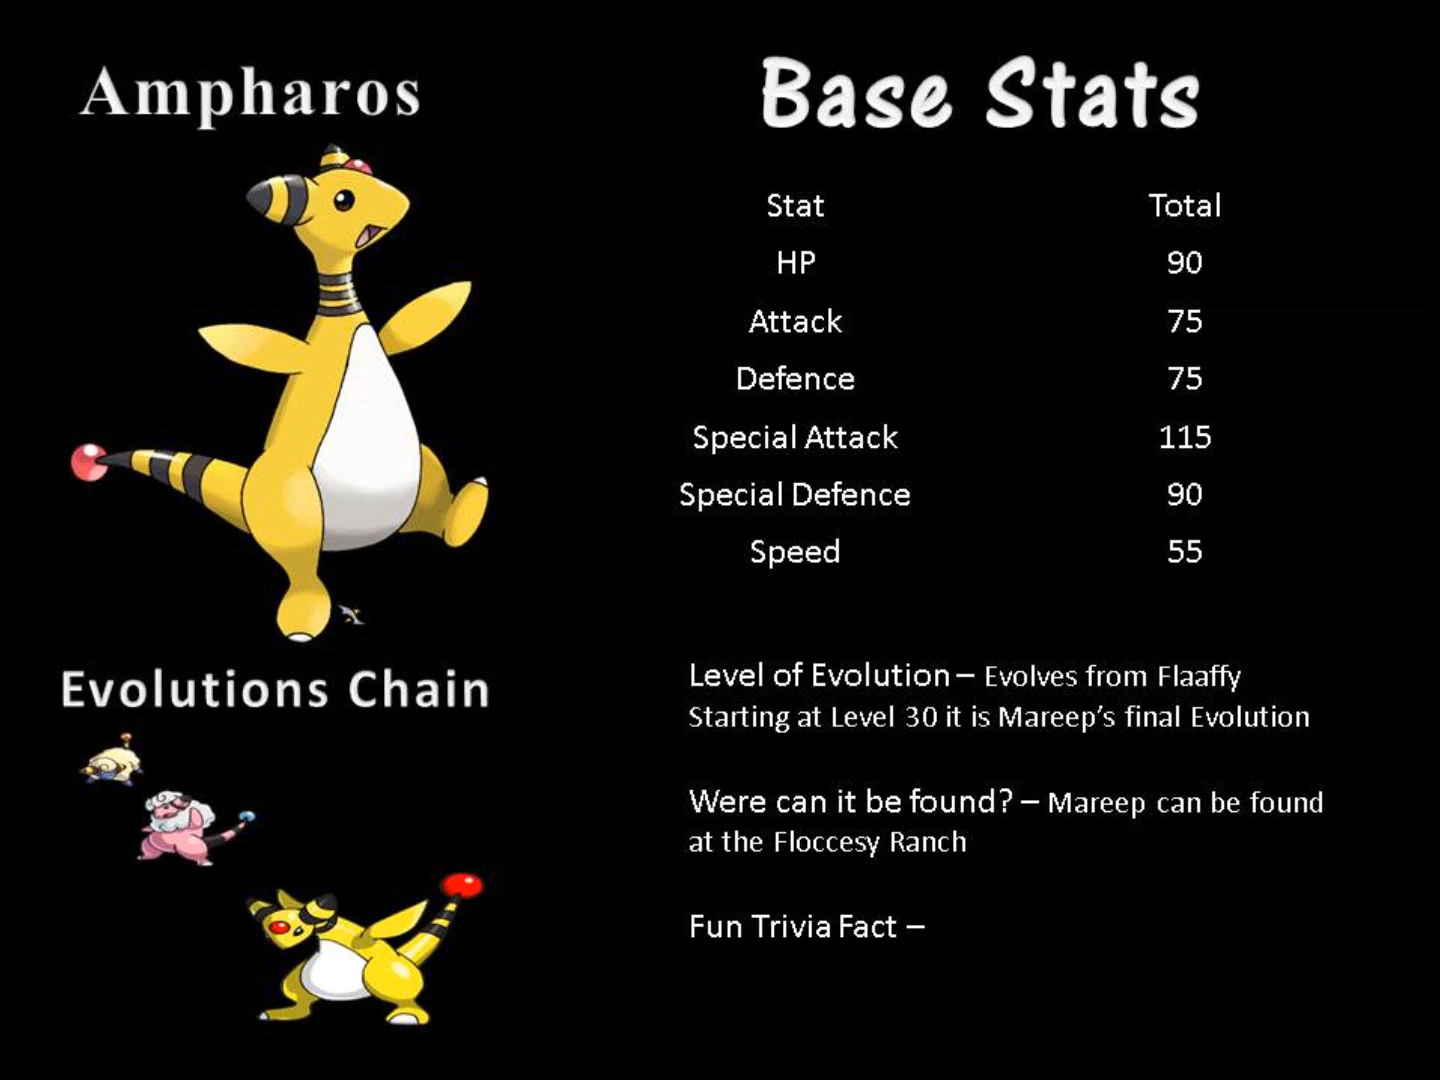 Ampharos
Base Stats
Stat Total
HP 90
Attack 75
Defence 75
Special Attack 115
Special Defence 90
Speed 55
Evolutions Chain
Level of Evolution – Evolves from Flaaffy
Starting at Level 30 it is Mareep's final Evolution
Were can it be found? – Mareep can be found
at the Floccesy Ranch
Fun Trivia Fact –